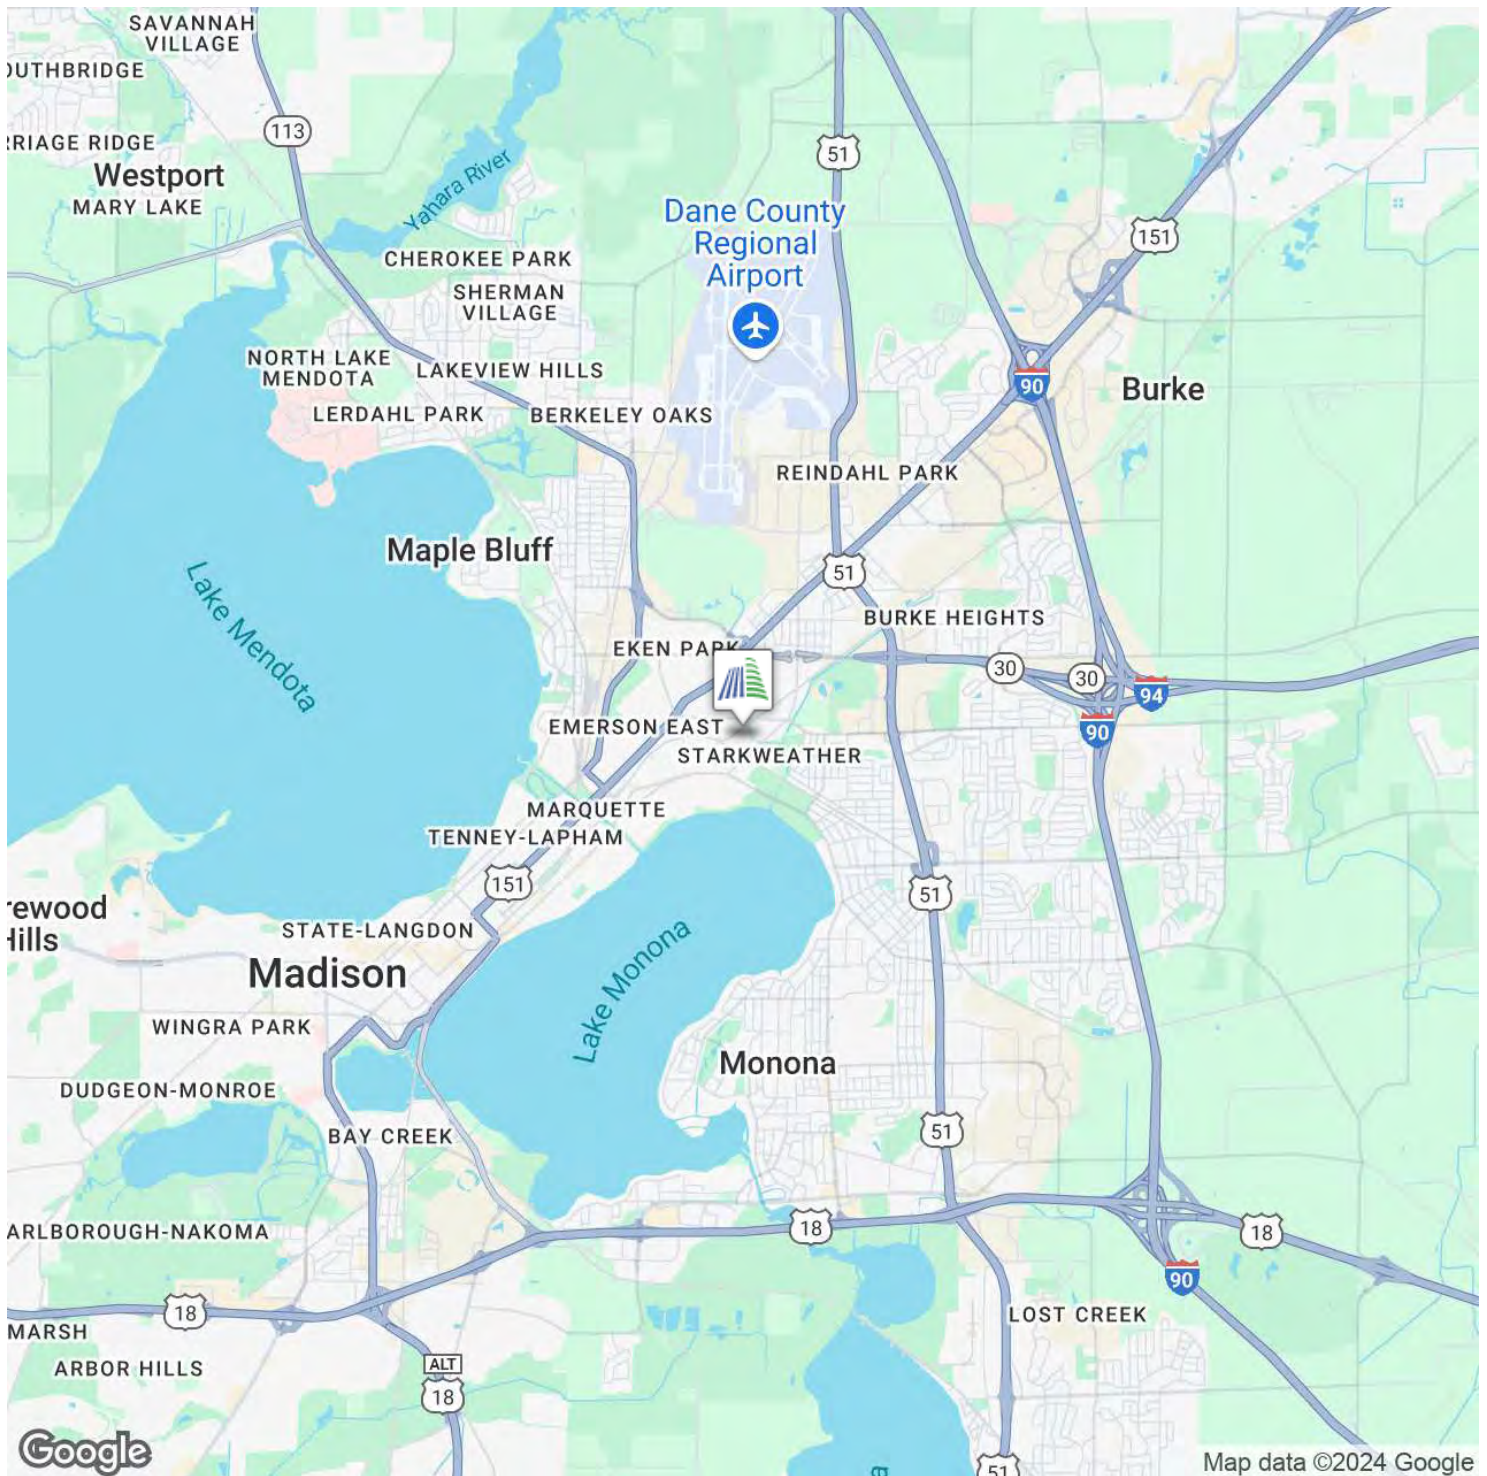 SAVANNAH
VILLAGE
OUTHBRIDGE
113
RRIAGE RIDGE
Westport
MARY LAKE
Yahara River
51
151
Dane County
Regional
Airport
CHEROKEE PARK
SHERMAN
VILLAGE
NORTH LAKE
MENDOTA
LAKEVIEW HILLS
LERDAHL PARK
BERKELEY OAKS
90
Burke
REINDAHL PARK
Maple Bluff
51
Lake Mendota
BURKE HEIGHTS
EKEN PARK
30
30
94
90
EMERSON EAST
STARKWEATHER
MARQUETTE
TENNEY-LAPHAM
151
51
rewood
Hills
STATE-LANGDON
Madison
Lake Monona
WINGRA PARK
Monona
DUDGEON-MONROE
BAY CREEK
51
ARLBOROUGH-NAKOMA
18
18
90
18
MARSH
LOST CREEK
ARBOR HILLS
ALT
18
51
Google
Map data ©2024 Google